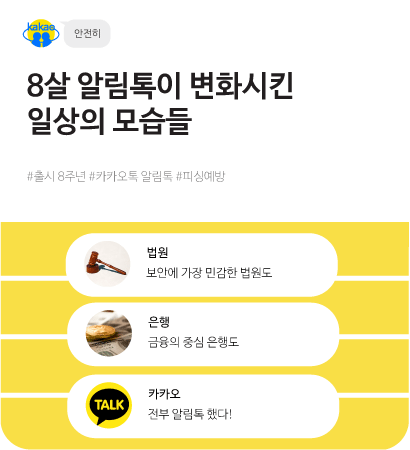 kakao
안전히
8살 알림톡이 변화시킨
일상의 모습들
#출시 8주년 #카카오톡 알림톡 #피싱예방
법원
보안에 가장 민감한 법원도
은행
금융의 중심 은행도
TALK
카카오
전부 알림톡 했다!